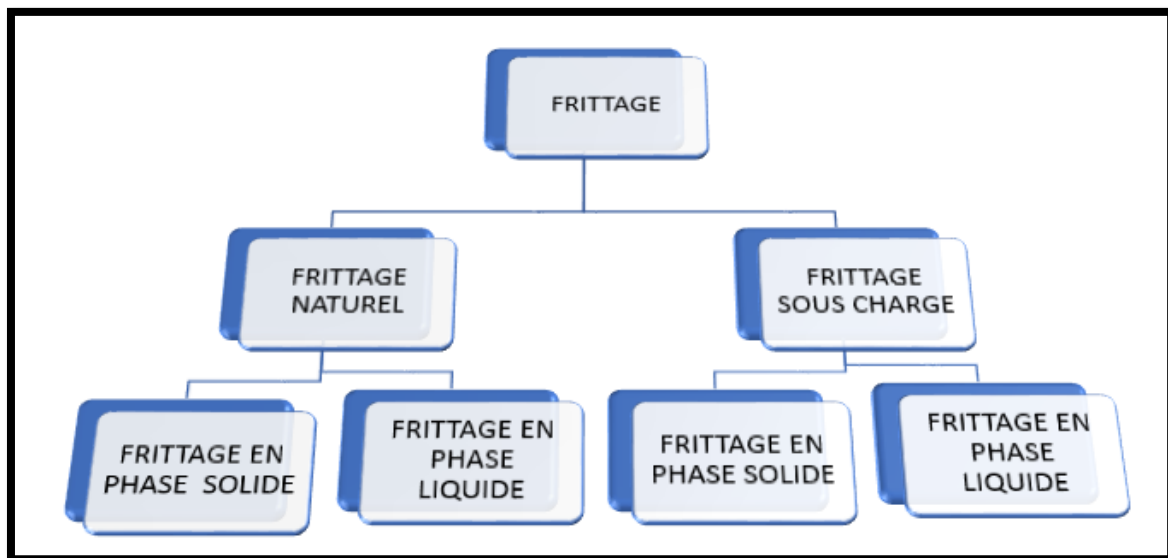 FRITTAGE
FRITTAGE
NATUREL
FRITTAGE
SOUS CHARGE
FRITTAGE EN
PHASE SOLIDE
FRITTAGE EN
PHASE
LIQUIDE
FRITTAGE EN
PHASE SOLIDE
FRITTAGE EN
PHASE
LIQUIDE